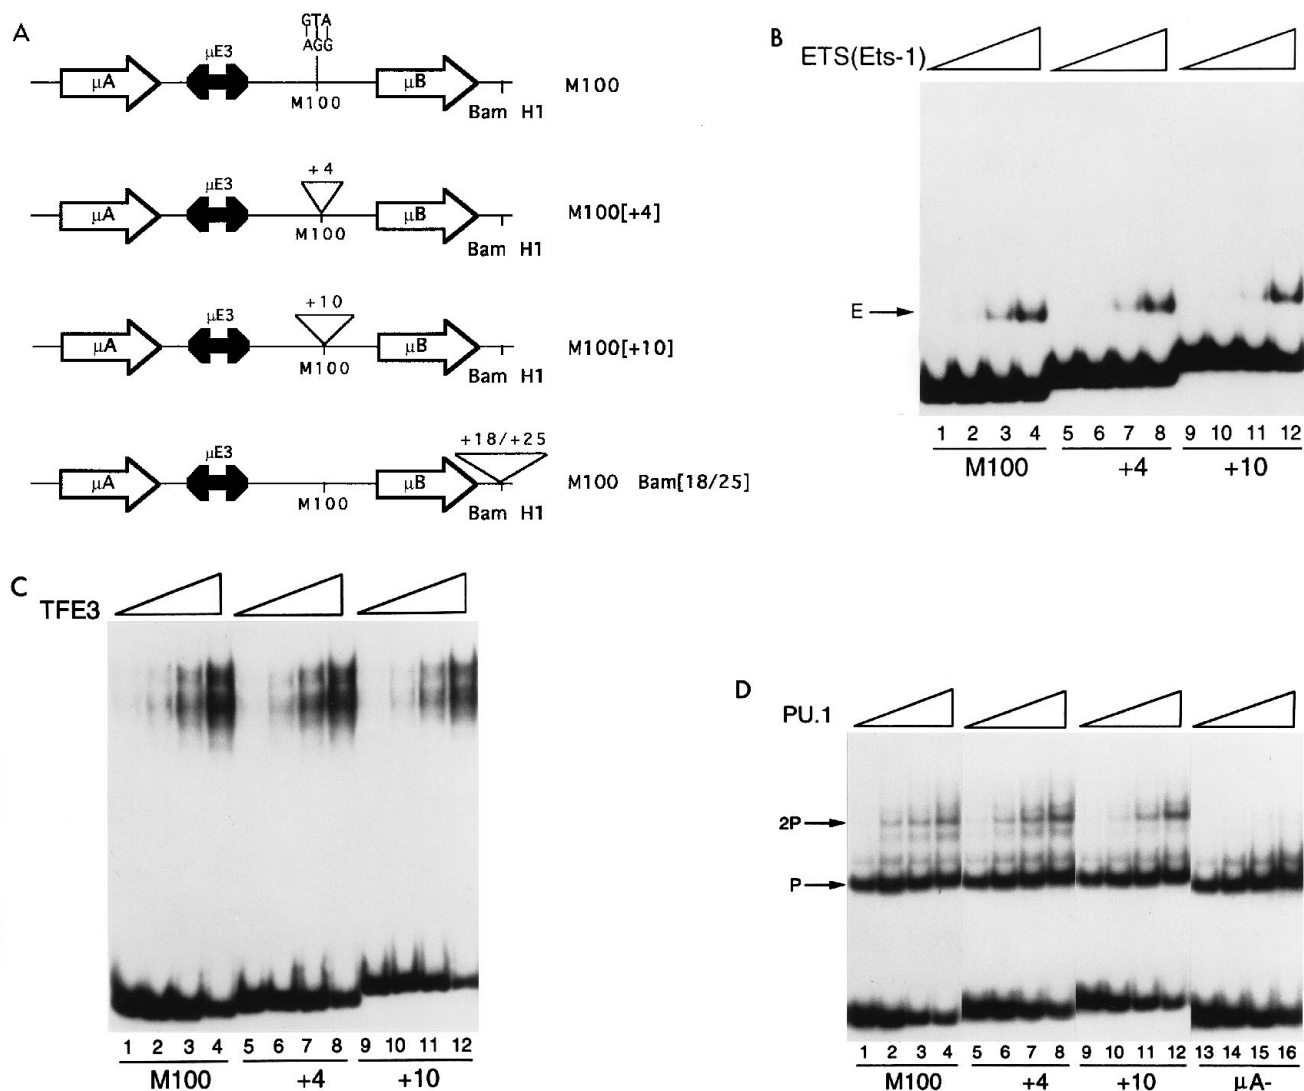 A
GTA
AGG
μE3
μA
μB
M100
M100
Bam H1
+4
μE3
μA
μB
M100
M100[+4]
Bam H1
+10
μE3
μA
μB
M100
M100[+10]
Bam H1
+18/+25
μE3
μA
μB
M100
M100 Bam[18/25]
Bam H1
B
ETS(Ets-1)
E
1 2 3 4 5 6 7 8 9 10 11 12
M100 +4 +10
C
TFE3
1 2 3 4 5 6 7 8 9 10 11 12
M100 +4 +10
D
PU.1
2P
P
1 2 3 4 5 6 7 8 9 10 11 12 13 14 15 16
M100 +4 +10 μA-